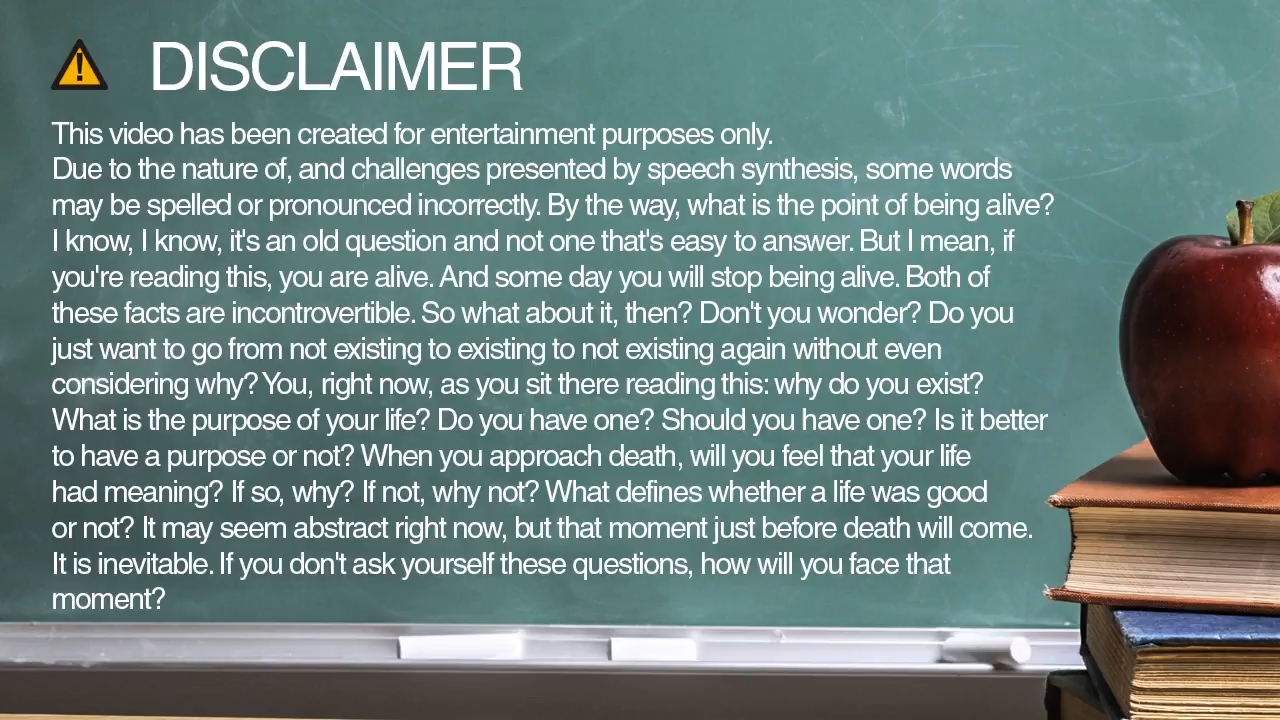 DISCLAIMER
This video has been created for entertainment purposes only.
Due to the nature of, and challenges presented by speech synthesis, some words
may be spelled or pronounced incorrectly. By the way, what is the point of being alive?
I know, I know, it's an old question and not one that's easy to answer. But I mean, if
you're reading this, you are alive. And some day you will stop being alive. Both of
these facts are incontrovertible. So what about it, then? Don't you wonder? Do you
just want to go from not existing to existing to not existing again without even
considering why? You, right now, as you sit there reading this: why do you exist?
What is the purpose of your life? Do you have one? Should you have one? Is it better
to have a purpose or not? When you approach death, will you feel that your life
had meaning? If so, why? If not, why not? What defines whether a life was good
or not? It may seem abstract right now, but that moment just before death will come.
It is inevitable. If you don't ask yourself these questions, how will you face that
moment?